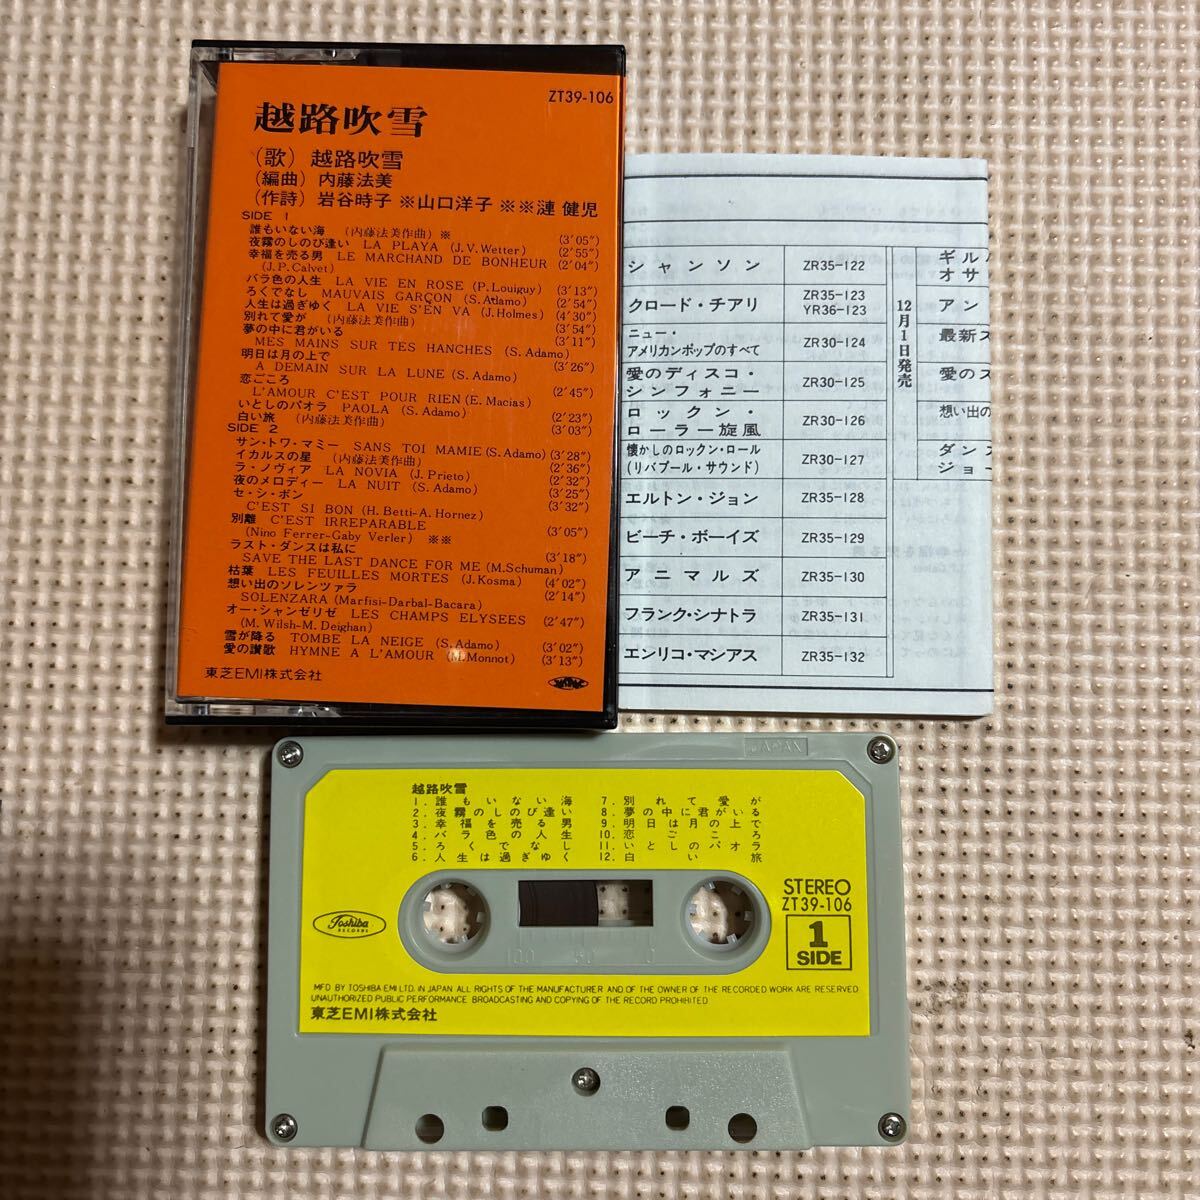 ZT39-106
越路吹雪
(歌) 越路吹雪
(編曲) 内藤法美
(作詩) 岩谷時子 ※山口洋子 ※※漣 健児
SIDE 1
誰もいない海 (内藤法美作曲) ※ (3′05″)
夜霧のしのび逢い LA PLAYA (J.V.Wetter) (2′55″)
幸福を売る男 LE MARCHAND DE BONHEUR (2′04″)
(J.P.Calvet)
バラ色の人生 LA VIE EN ROSE (P.Louiguy) (3′13″)
ろくでなし MAUVAIS GARÇON (S.Adamo) (2′54″)
人生は過ぎゆく LA VIE S'EN VA (J.Holmes) (4′30″)
別れて愛が (内藤法美作曲) (3′54″)
夢の中に君がいる (3′11″)
MES MAINS SUR TES HANCHES (S.Adamo)
明日は月の上で (3′26″)
A DEMAIN SUR LA LUNE (S.Adamo)
恋ごころ (2′45″)
L'AMOUR C'EST POUR RIEN (E.Macias)
いとしのパオラ PAOLA (S.Adamo) (2′23″)
白い旅 (内藤法美作曲) (3′03″)
SIDE 2
サン・トワ・マミー SANS TOI MAMIE (S.Adamo) (3′28″)
イカルスの星 (内藤法美作曲) (2′36″)
ラ・ノヴィア LA NOVIA (J.Prieto) (2′32″)
夜のメロディー LA NUIT (S.Adamo) (3′25″)
セ・シ・ボン (3′32″)
C'EST SI BON (H.Betti-A.Hornez)
別離 C'EST IRREPARABLE (3′05″)
(Nino Ferrer-Gaby Verler) ※※
ラスト・ダンスは私に (3′18″)
SAVE THE LAST DANCE FOR ME (M.Schuman)
枯葉 LES FEUILLES MORTES (J.Kosma) (4′02″)
想い出のソレンツァラ (2′14″)
SOLENZARA (Marfisi-Darbal-Bacara)
オー・シャンゼリゼ LES CHAMPS ELYSEES (2′47″)
(M.Wilsh-M.Deighan)
雪が降る TOMBE LA NEIGE (S.Adamo) (3′02″)
愛の讃歌 HYMNE A L'AMOUR (M.Monnot) (3′13″)
東芝EMI株式会社
シャンソン ZR35-122
クロード・チアリ ZR35-123
YR36-123
ニュー・
アメリカンポップのすべて ZR30-124
愛のディスコ・
シンフォニー ZR30-125
ロックン・
ローラー旋風 ZR30-126
懐かしのロックン・ロール
(リバプール・サウンド) ZR30-127
エルトン・ジョン ZR35-128
ビーチ・ボーイズ ZR35-129
アニマルズ ZR35-130
フランク・シナトラ ZR35-131
エンリコ・マシアス ZR35-132
12月1日発売
オサ
アン
最新ス
愛のス
想い出の
ダンス
ジョー
JAPAN
越路吹雪
1. 誰もいない海
2. 夜霧のしのび逢い
3. 幸福を売る男
4. バラ色の人生
5. ろくでなし
6. 人生は過ぎゆく
7. 別れて愛が
8. 夢の中に君がいる
9. 明日は月の上で
10. 恋ごころ
11. いとしのパオラ
12. 白い旅
Toshiba
RECORDS
STEREO
ZT39-106
1
SIDE
100 50 0
MFD BY TOSHIBA EMI LTD. IN JAPAN ALL RIGHTS OF THE MANUFACTURER AND OF THE OWNER OF THE RECORDED WORK ARE RESERVED
UNAUTHORIZED PUBLIC PERFORMANCE BROADCASTING AND COPYING OF THE RECORD PROHIBITED
東芝EMI株式会社